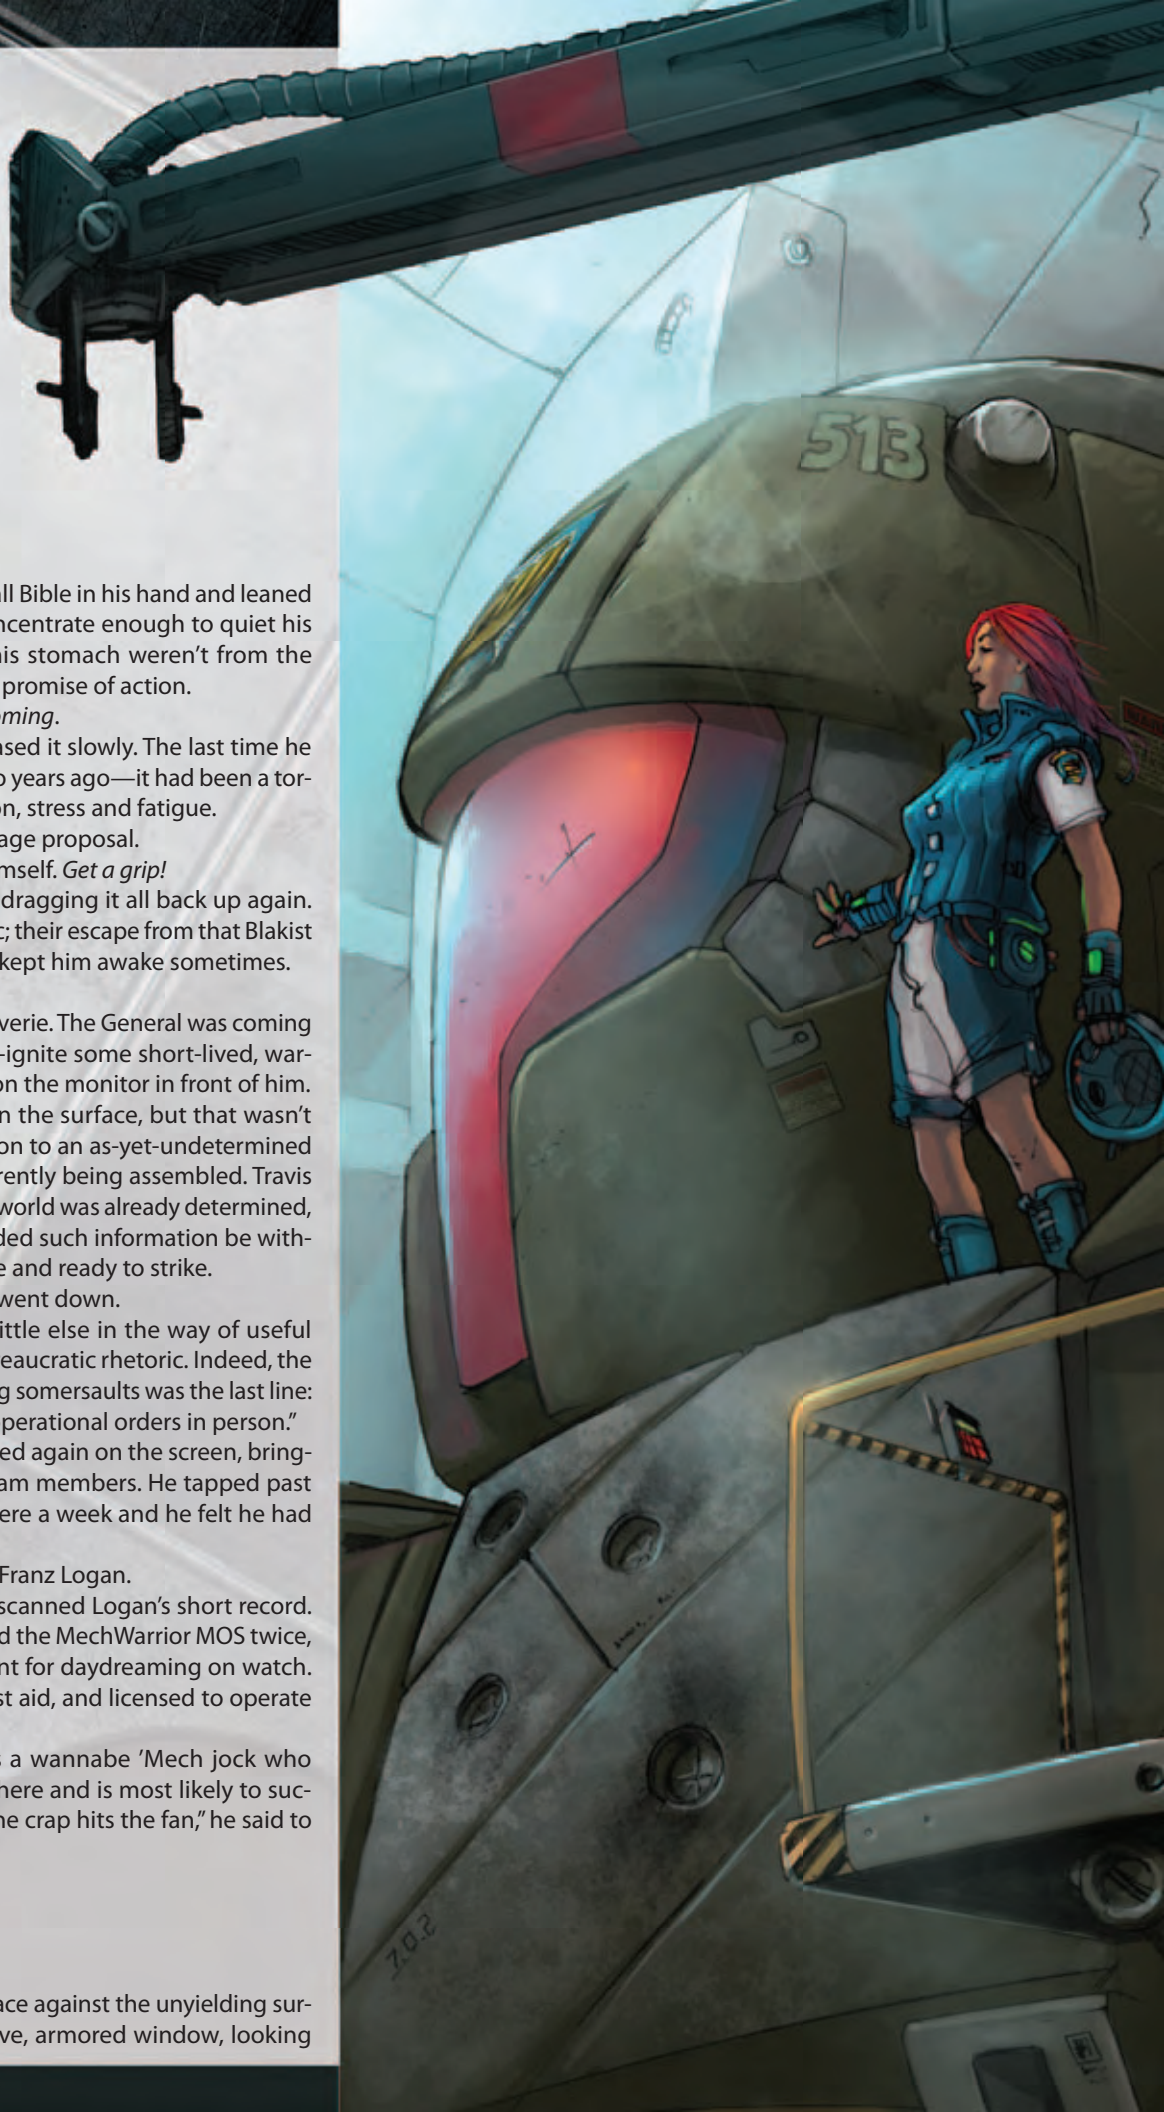 513
all Bible in his hand and leaned
ncentrate enough to quiet his
his stomach weren't from the
promise of action.
oming.
ased it slowly. The last time he
o years ago—it had been a tor-
on, stress and fatigue.
age proposal.
mself. Get a grip!
dragging it all back up again.
c; their escape from that Blakist
kept him awake sometimes.
verie. The General was coming
-ignite some short-lived, war-
on the monitor in front of him.
n the surface, but that wasn't
on to an as-yet-undetermined
rently being assembled. Travis
world was already determined,
ded such information be with-
e and ready to strike.
went down.
ittle else in the way of useful
reaucratic rhetoric. Indeed, the
g somersaults was the last line:
operational orders in person."
ed again on the screen, bring-
am members. He tapped past
ere a week and he felt he had
Franz Logan.
scanned Logan's short record.
d the MechWarrior MOS twice,
nt for daydreaming on watch.
st aid, and licensed to operate
s a wannabe 'Mech jock who
here and is most likely to suc-
he crap hits the fan," he said to
ace against the unyielding sur-
ve, armored window, looking